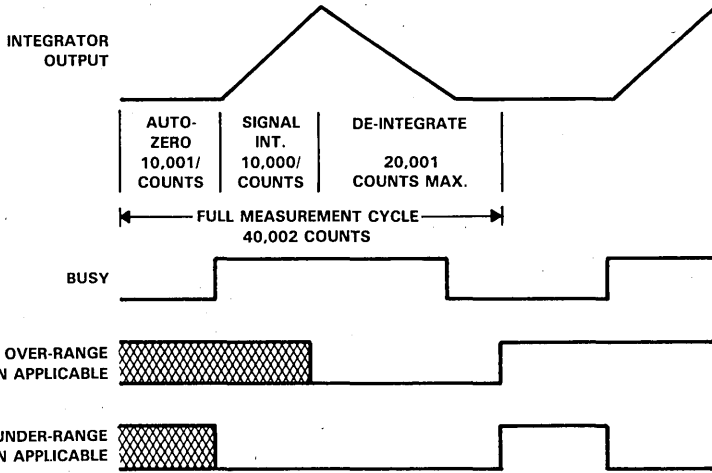 INTEGRATOR
OUTPUT
AUTO-
ZERO
10,001/
COUNTS
SIGNAL
INT.
10,000/
COUNTS
DE-INTEGRATE
20,001
COUNTS MAX.
FULL MEASUREMENT CYCLE
40,002 COUNTS
BUSY
OVER-RANGE
N APPLICABLE
UNDER-RANGE
N APPLICABLE